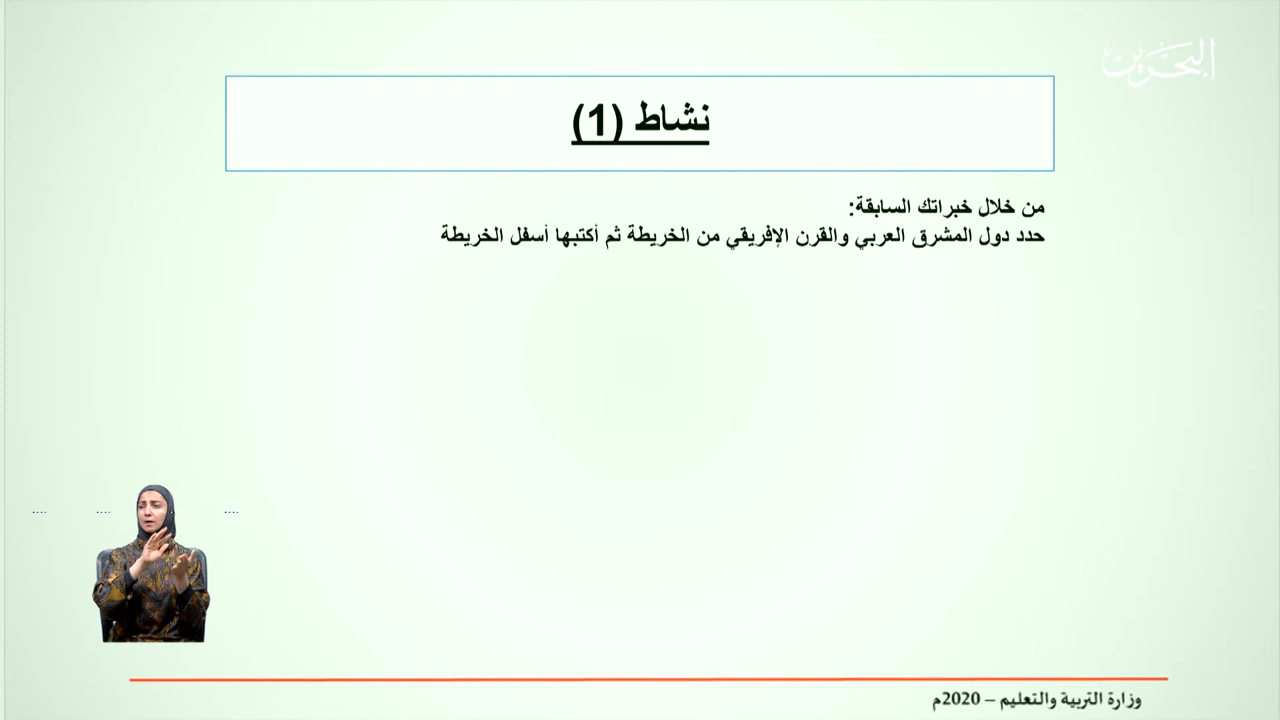 البحرين
نشاط (1)
من خلال خبراتك السابقة:
حدد دول المشرق العربي والقرن الإفريقي من الخريطة ثم أكتبها أسفل الخريطة
وزارة التربية والتعليم – 2020م